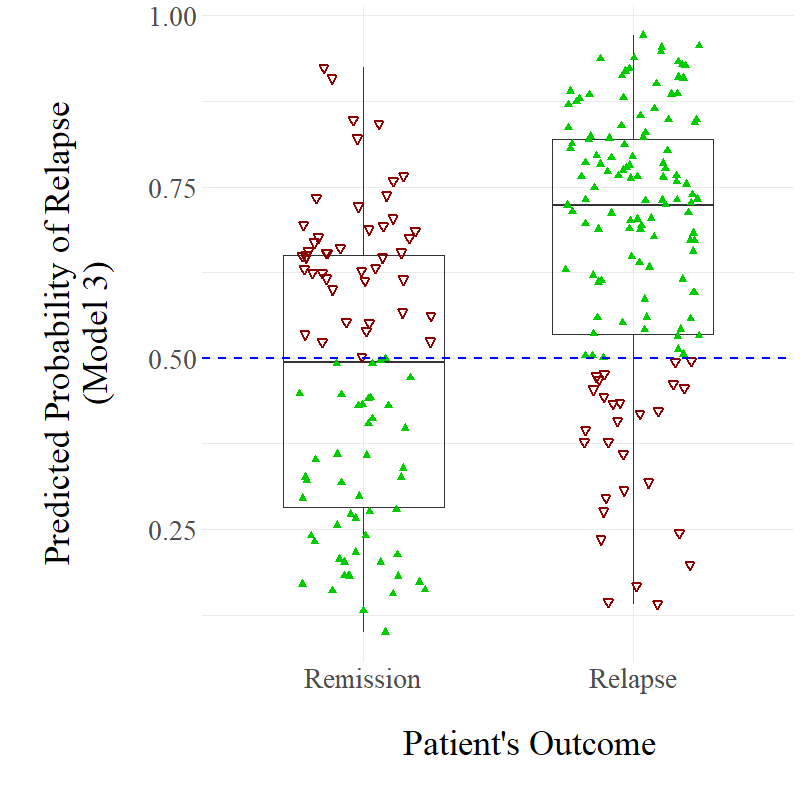 Predicted Probability of Relapse
(Model 3)
1.00
0.75
0.50
0.25
Remission
Relapse
Patient's Outcome